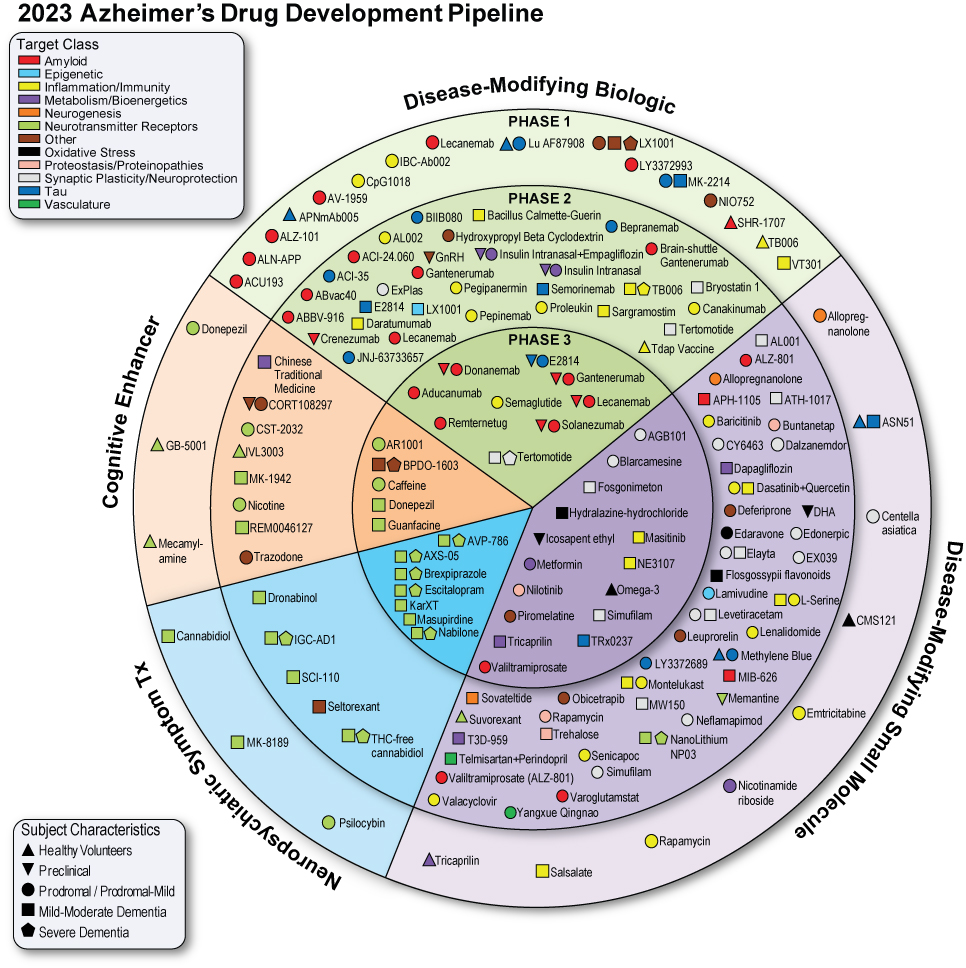 2023 Azheimer's Drug Development Pipeline
Target Class
Amyloid
Epigenetic
Inflammation/Immunity
Metabolism/Bioenergetics
Neurogenesis
Neurotransmitter Receptors
Other
Oxidative Stress
Proteostasis/Proteinopathies
Synaptic Plasticity/Neuroprotection
Tau
Vasculature
Disease-Modifying Biologic
PHASE 1
Lecanemab
Lu AF87908
LX1001
IBC-Ab002
LY3372993
CpG1018
MK-2214
AV-1959
NIO752
APNmAb005
SHR-1707
ALZ-101
TB006
ALN-APP
VT301
ACU193
PHASE 2
BIIB080
Bacillus Calmette-Guerin
Bepranemab
AL002
Hydroxypropyl Beta Cyclodextrin
ACI-24.060
GnRH
Insulin Intranasal+Empagliflozin
Brain-shuttle
Gantenerumab
ACI-35
Gantenerumab
Insulin Intranasal
ABvac40
ExPlas
Pegipanermin
Semorinemab
TB006
Bryostatin 1
E2814
LX1001
Proleukin
Sargramostim
Canakinumab
ABBV-916
Daratumumab
Pepinemab
Tertomotide
Crenezumab
Lecanemab
Tdap Vaccine
JNJ-63733657
PHASE 3
Donanemab
E2814
Gantenerumab
Aducanumab
Semaglutide
Lecanemab
Remternetug
Solanezumab
Tertomotide
Cognitive Enhancer
Donepezil
GB-5001
Mecamyl-
amine
Chinese
Traditional
Medicine
CORT108297
CST-2032
IVL3003
MK-1942
Nicotine
REM0046127
Trazodone
AR1001
BPDO-1603
Caffeine
Donepezil
Guanfacine
Neuropsychiatric Symptom Tx
AVP-786
AXS-05
Brexpiprazole
Escitalopram
KarXT
Masupirdine
Nabilone
Dronabinol
IGC-AD1
SCI-110
Seltorexant
THC-free
cannabidiol
Cannabidiol
MK-8189
Psilocybin
Disease-Modifying Small Molecule
AGB101
Blarcamesine
Fosgonimeton
Hydralazine-hydrochloride
Icosapent ethyl
Masitinib
Metformin
NE3107
Nilotinib
Omega-3
Piromelatine
Simufilam
Tricaprilin
TRx0237
Valiltramiprosate
AL001
ALZ-801
Allopregnanolone
APH-1105
ATH-1017
Baricitinib
Buntanetap
CY6463
Dalzanemdor
Dapagliflozin
Dasatinib+Quercetin
Deferiprone
DHA
Edaravone
Edonerpic
Elayta
EX039
Flosgossypii flavonoids
Lamivudine
L-Serine
Levetiracetam
Leuprorelin
Lenalidomide
LY3372689
Methylene Blue
Montelukast
MIB-626
MW150
Memantine
Neflamapimod
NanoLithium
NP03
Sovateltide
Obicetrapib
Suvorexant
Rapamycin
T3D-959
Trehalose
Telmisartan+Perindopril
Senicapoc
Simufilam
Valiltramiprosate (ALZ-801)
Valacyclovir
Varoglutamstat
Yangxue Qingnao
Allopreg-
nanolone
ASN51
Centella
asiatica
CMS121
Emtricitabine
Nicotinamide
riboside
Rapamycin
Salsalate
Tricaprilin
Subject Characteristics
Healthy Volunteers
Preclinical
Prodromal / Prodromal-Mild
Mild-Moderate Dementia
Severe Dementia